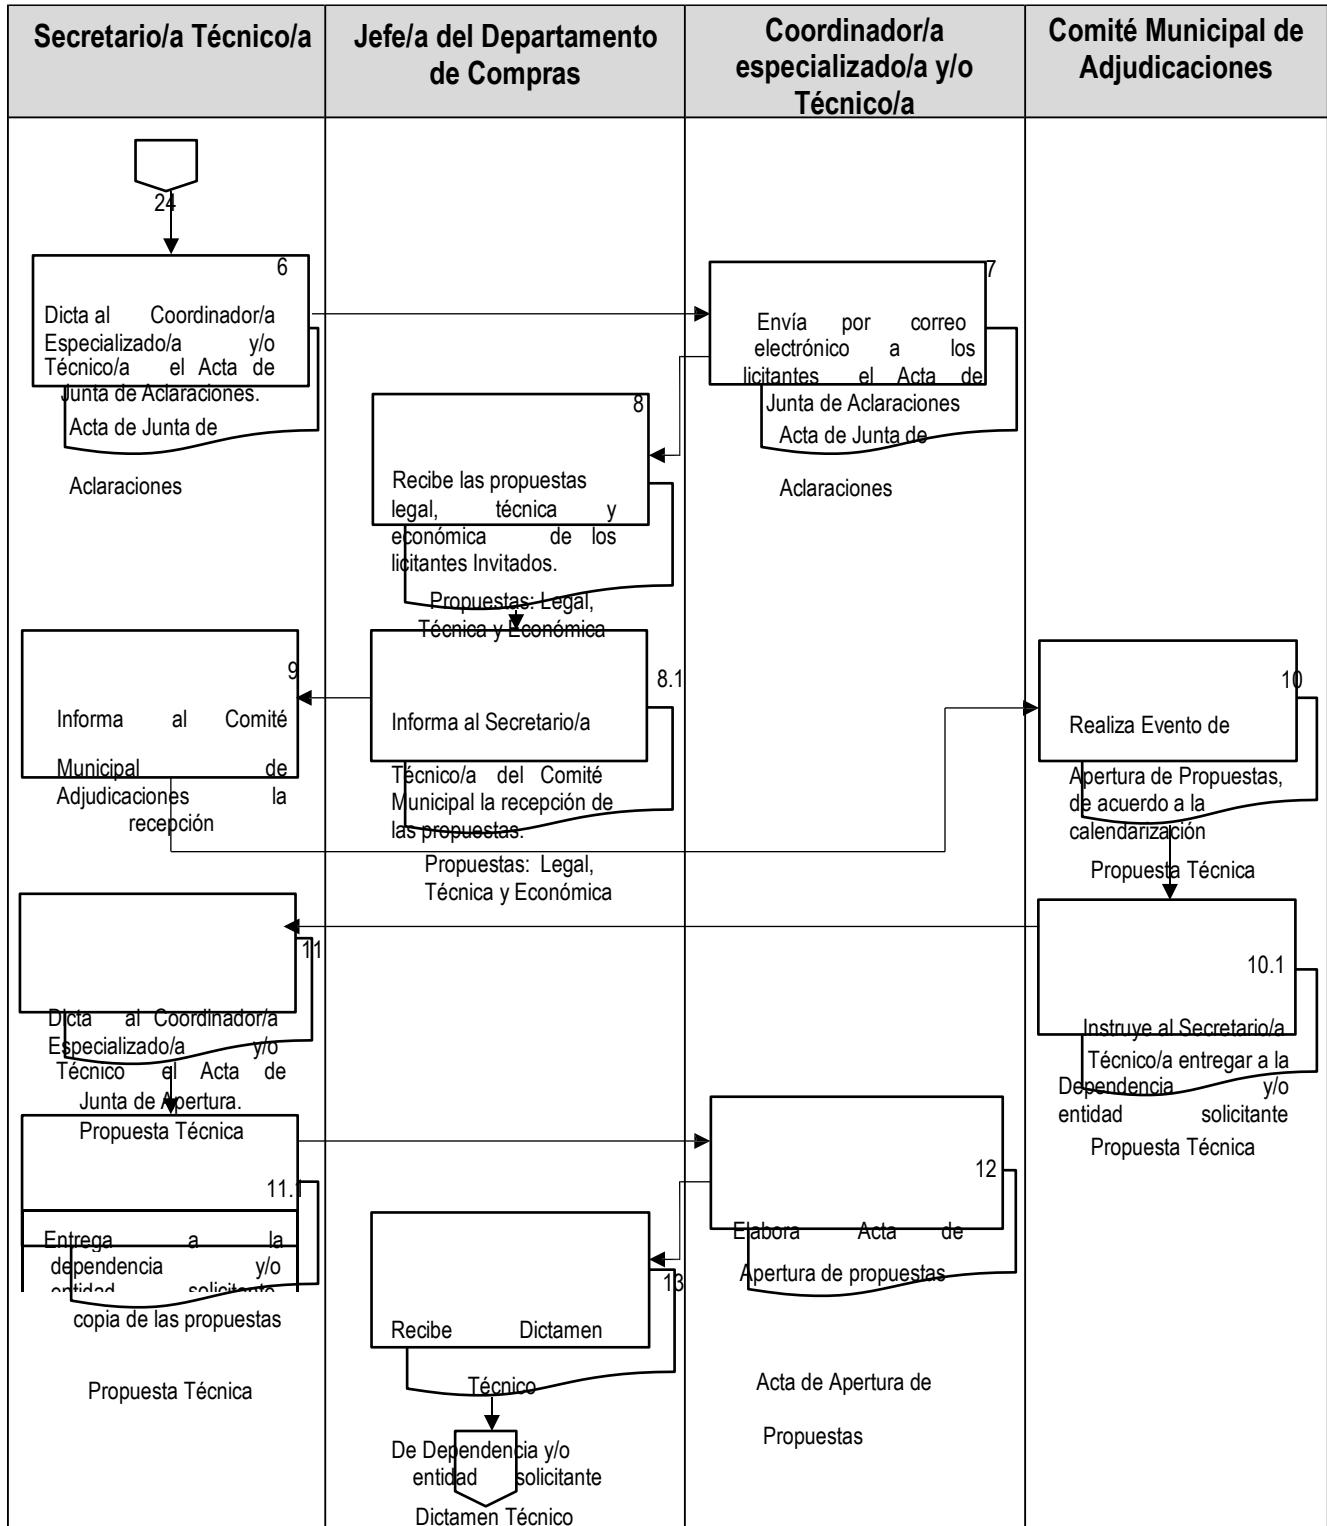 Secretario/a Técnico/a
Jefe/a del Departamento
de Compras
Coordinador/a
especializado/a y/o
Técnico/a
Comité Municipal de
Adjudicaciones
24
6
Dicta al Coordinador/a
Especializado/a y/o
Técnico/a el Acta de
Junta de Aclaraciones.
Acta de Junta de
Aclaraciones
7
Envía por correo
electrónico a los
licitantes el Acta de
Junta de Aclaraciones
Acta de Junta de
Aclaraciones
8
Recibe las propuestas
legal, técnica y
económica de los
licitantes Invitados.
Propuestas: Legal,
Técnica y Económica
8.1
Informa al Secretario/a
Técnico/a del Comité
Municipal la recepción de
las propuestas.
Propuestas: Legal,
Técnica y Económica
9
Informa al Comité
Municipal de
Adjudicaciones la
recepción
10
Realiza Evento de
Apertura de Propuestas,
de acuerdo a la
calendarización
Propuesta Técnica
10.1
Instruye al Secretario/a
Técnico/a entregar a la
Dependencia y/o
entidad solicitante
Propuesta Técnica
11
Dicta al Coordinador/a
Especializado/a y/o
Técnico el Acta de
Junta de Apertura.
Propuesta Técnica
11.1
Entrega a la
dependencia y/o
entidad solicitante
copia de las propuestas
Propuesta Técnica
12
Elabora Acta de
Apertura de propuestas
Acta de Apertura de
Propuestas
13
Recibe Dictamen
Técnico
De Dependencia y/o
entidad solicitante
Dictamen Técnico